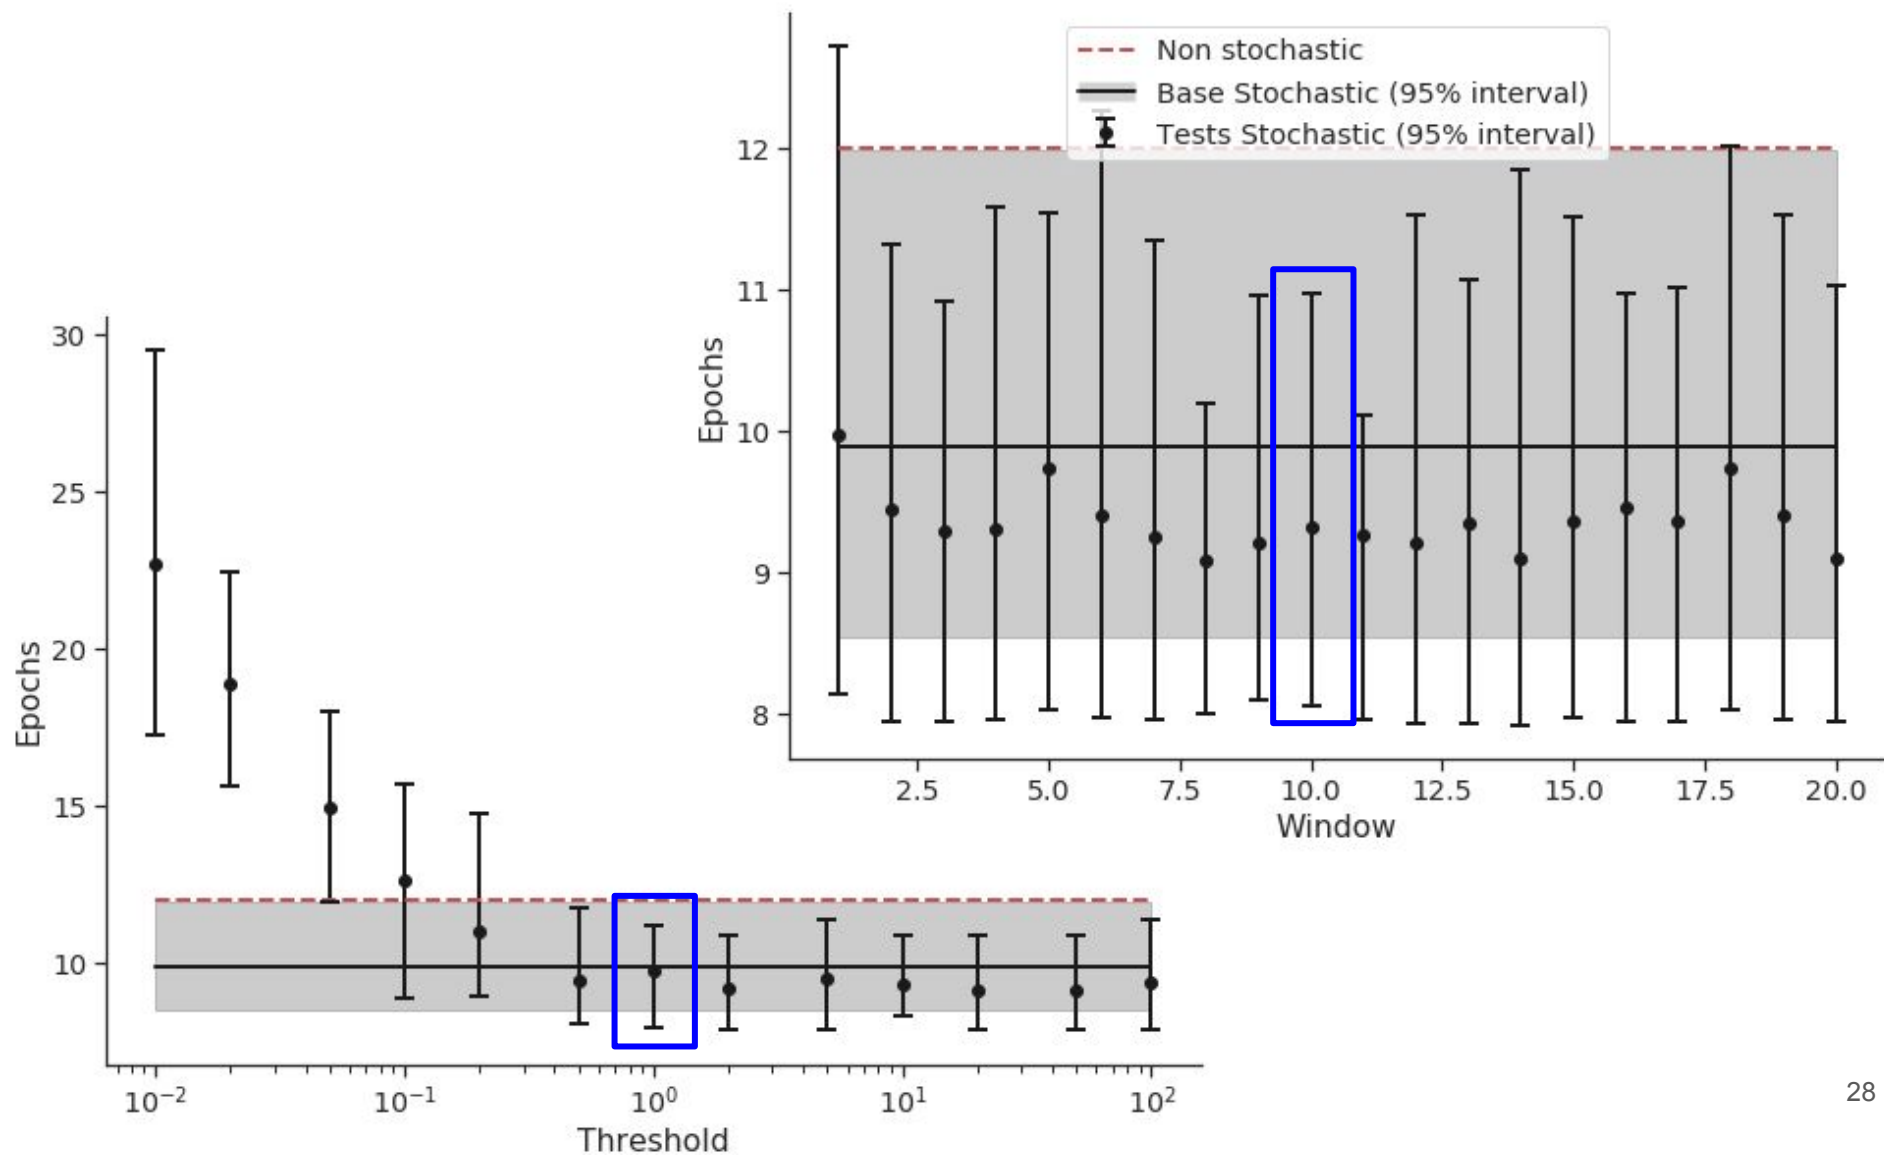 Non stochastic
Base Stochastic (95% interval)
Tests Stochastic (95% interval)
12
11
10
9
8
Epochs
2.5 5.0 7.5 10.0 12.5 15.0 17.5 20.0
Window
30
25
20
15
10
Epochs
10⁻² 10⁻¹ 10⁰ 10¹ 10²
Threshold
28